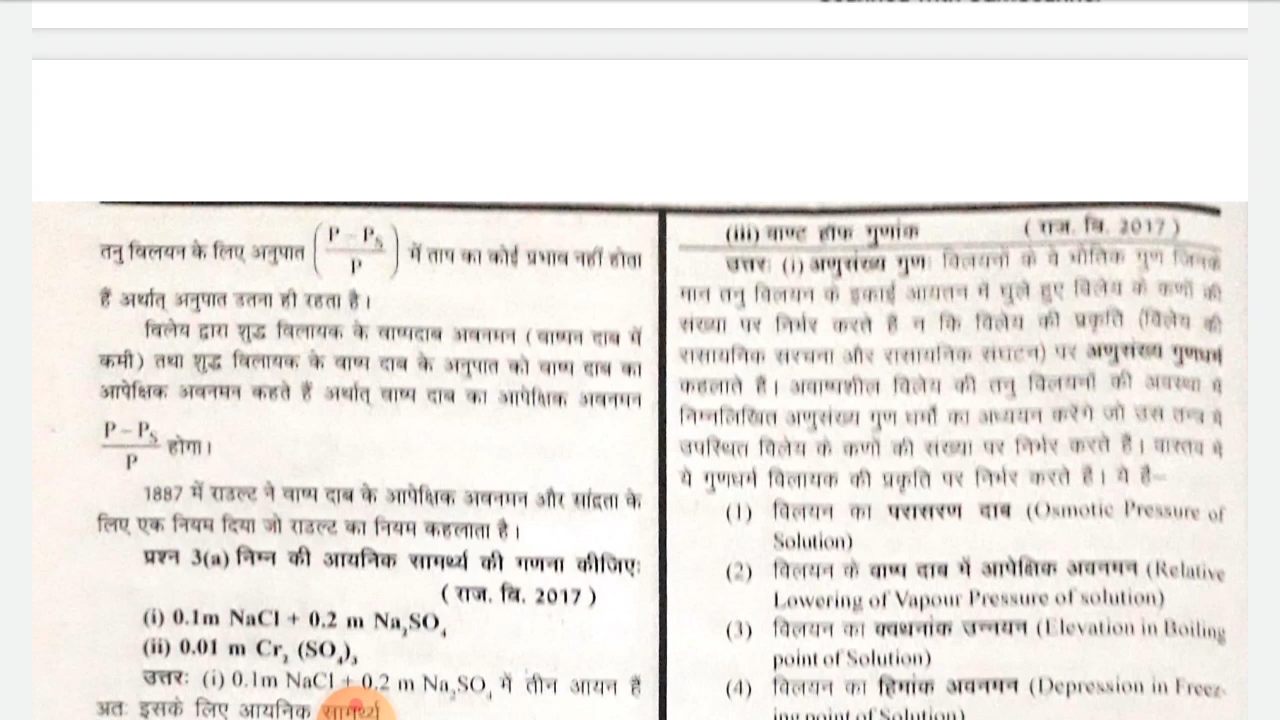 तनु विलयन के लिए अनुपात (P – P_S / P) में ताप का कोई प्रभाव नहीं होता
हैं अर्थात् अनुपात उतना ही रहता है।
विलेय द्वारा शुद्ध विलायक के वाष्पदाब अवनमन (वाष्पन दाब में
कमी) तथा शुद्ध विलायक के वाष्प दाब के अनुपात को वाष्प दाब का
आपेक्षिक अवनमन कहते हैं अर्थात् वाष्प दाब का आपेक्षिक अवनमन
P – P_S / P होगा।
1887 में राउल्ट ने वाष्प दाब के आपेक्षिक अवनमन और सांद्रता के
लिए एक नियम दिया जो राउल्ट का नियम कहलाता है।
प्रश्न 3(a) निम्न की आयनिक सामर्थ्य की गणना कीजिए:
(राज. वि. 2017)
(i) 0.1m NaCl + 0.2 m Na₂SO₄
(ii) 0.01 m Cr₂ (SO₄)₃
उत्तर: (i) 0.1m NaCl + 0.2 m Na₂SO₄ में तीन आयन हैं
अतः इसके लिए आयनिक सामर्थ्य
(iii) वाण्ट हॉफ गुणांक (राज. वि. 2017)
उत्तर: (i) अणुसंख्य गुण: विलयनों के वे भौतिक गुण जिनके
मान तनु विलयन के इकाई आयतन में घुले हुए विलेय के कणों की
संख्या पर निर्भर करते हैं न कि विलेय की प्रकृति (विलेय की
रासायनिक संरचना और रासायनिक संघटन) पर अणुसंख्य गुणधर्म
कहलाते हैं। अवाष्पशील विलेय की तनु विलयनों की अवस्था में
निम्नलिखित अणुसंख्य गुण धर्मों का अध्ययन करेंगे जो उस तन्त्र में
उपस्थित विलेय के कणों की संख्या पर निर्भर करते हैं। वास्तव में
ये गुणधर्म विलायक की प्रकृति पर निर्भर करते हैं। ये है–
(1) विलयन का परासरण दाब (Osmotic Pressure of
Solution)
(2) विलयन के वाष्प दाब में आपेक्षिक अवनमन (Relative
Lowering of Vapour Pressure of solution)
(3) विलयन का क्वथनांक उन्नयन (Elevation in Boiling
point of Solution)
(4) विलयन का हिमांक अवनमन (Depression in Freez-
ing point of Solution)